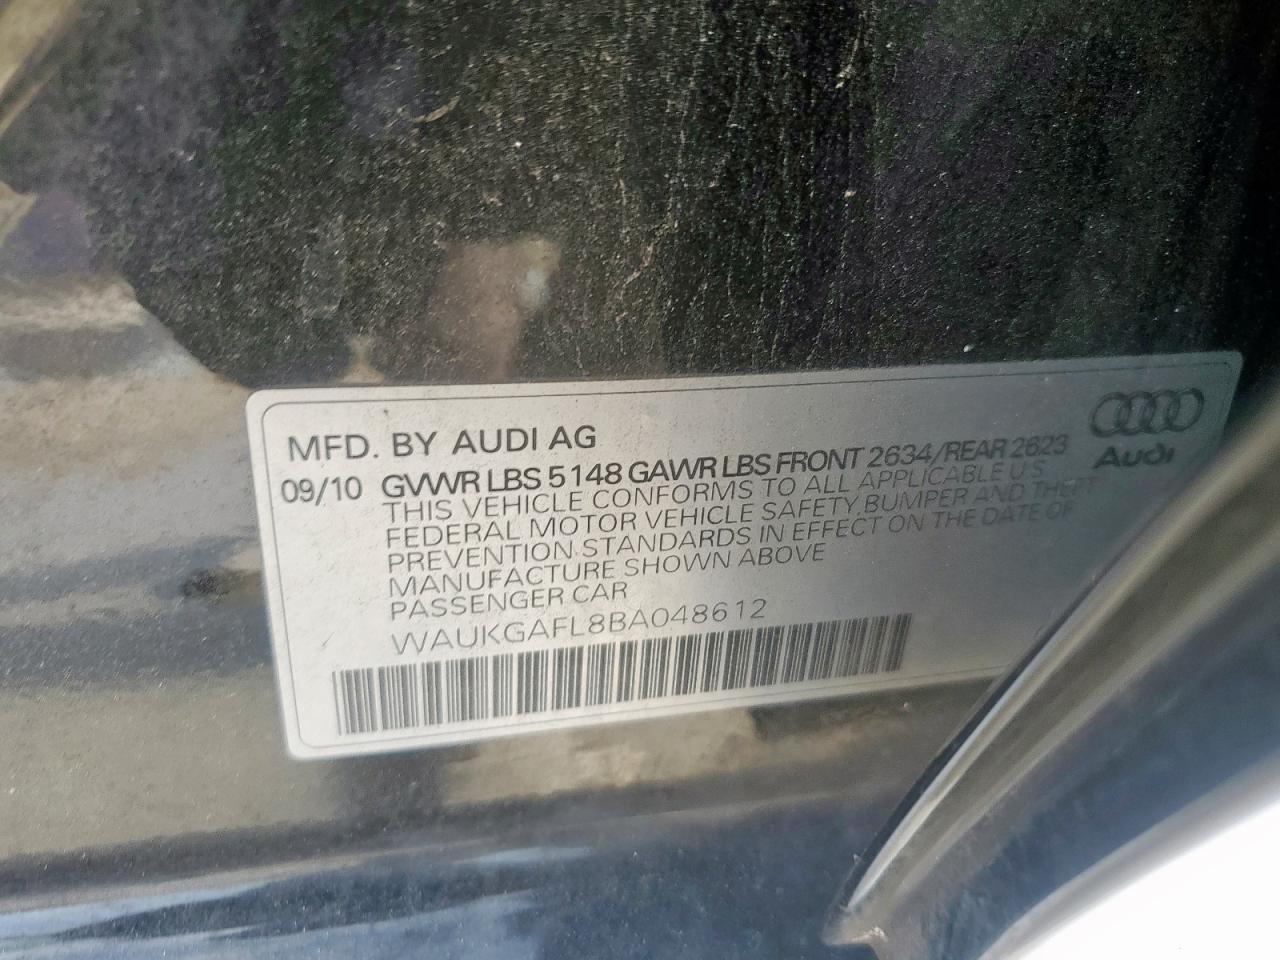 MFD. BY AUDI AG
09/10 GVWR LBS 5148 GAWR LBS FRONT 2634/REAR 2623
THIS VEHICLE CONFORMS TO ALL APPLICABLE U.S
FEDERAL MOTOR VEHICLE SAFETY, BUMPER AND THEFT
PREVENTION STANDARDS IN EFFECT ON THE DATE OF
MANUFACTURE SHOWN ABOVE
PASSENGER CAR
WAUKGAFL8BA048612
Audi